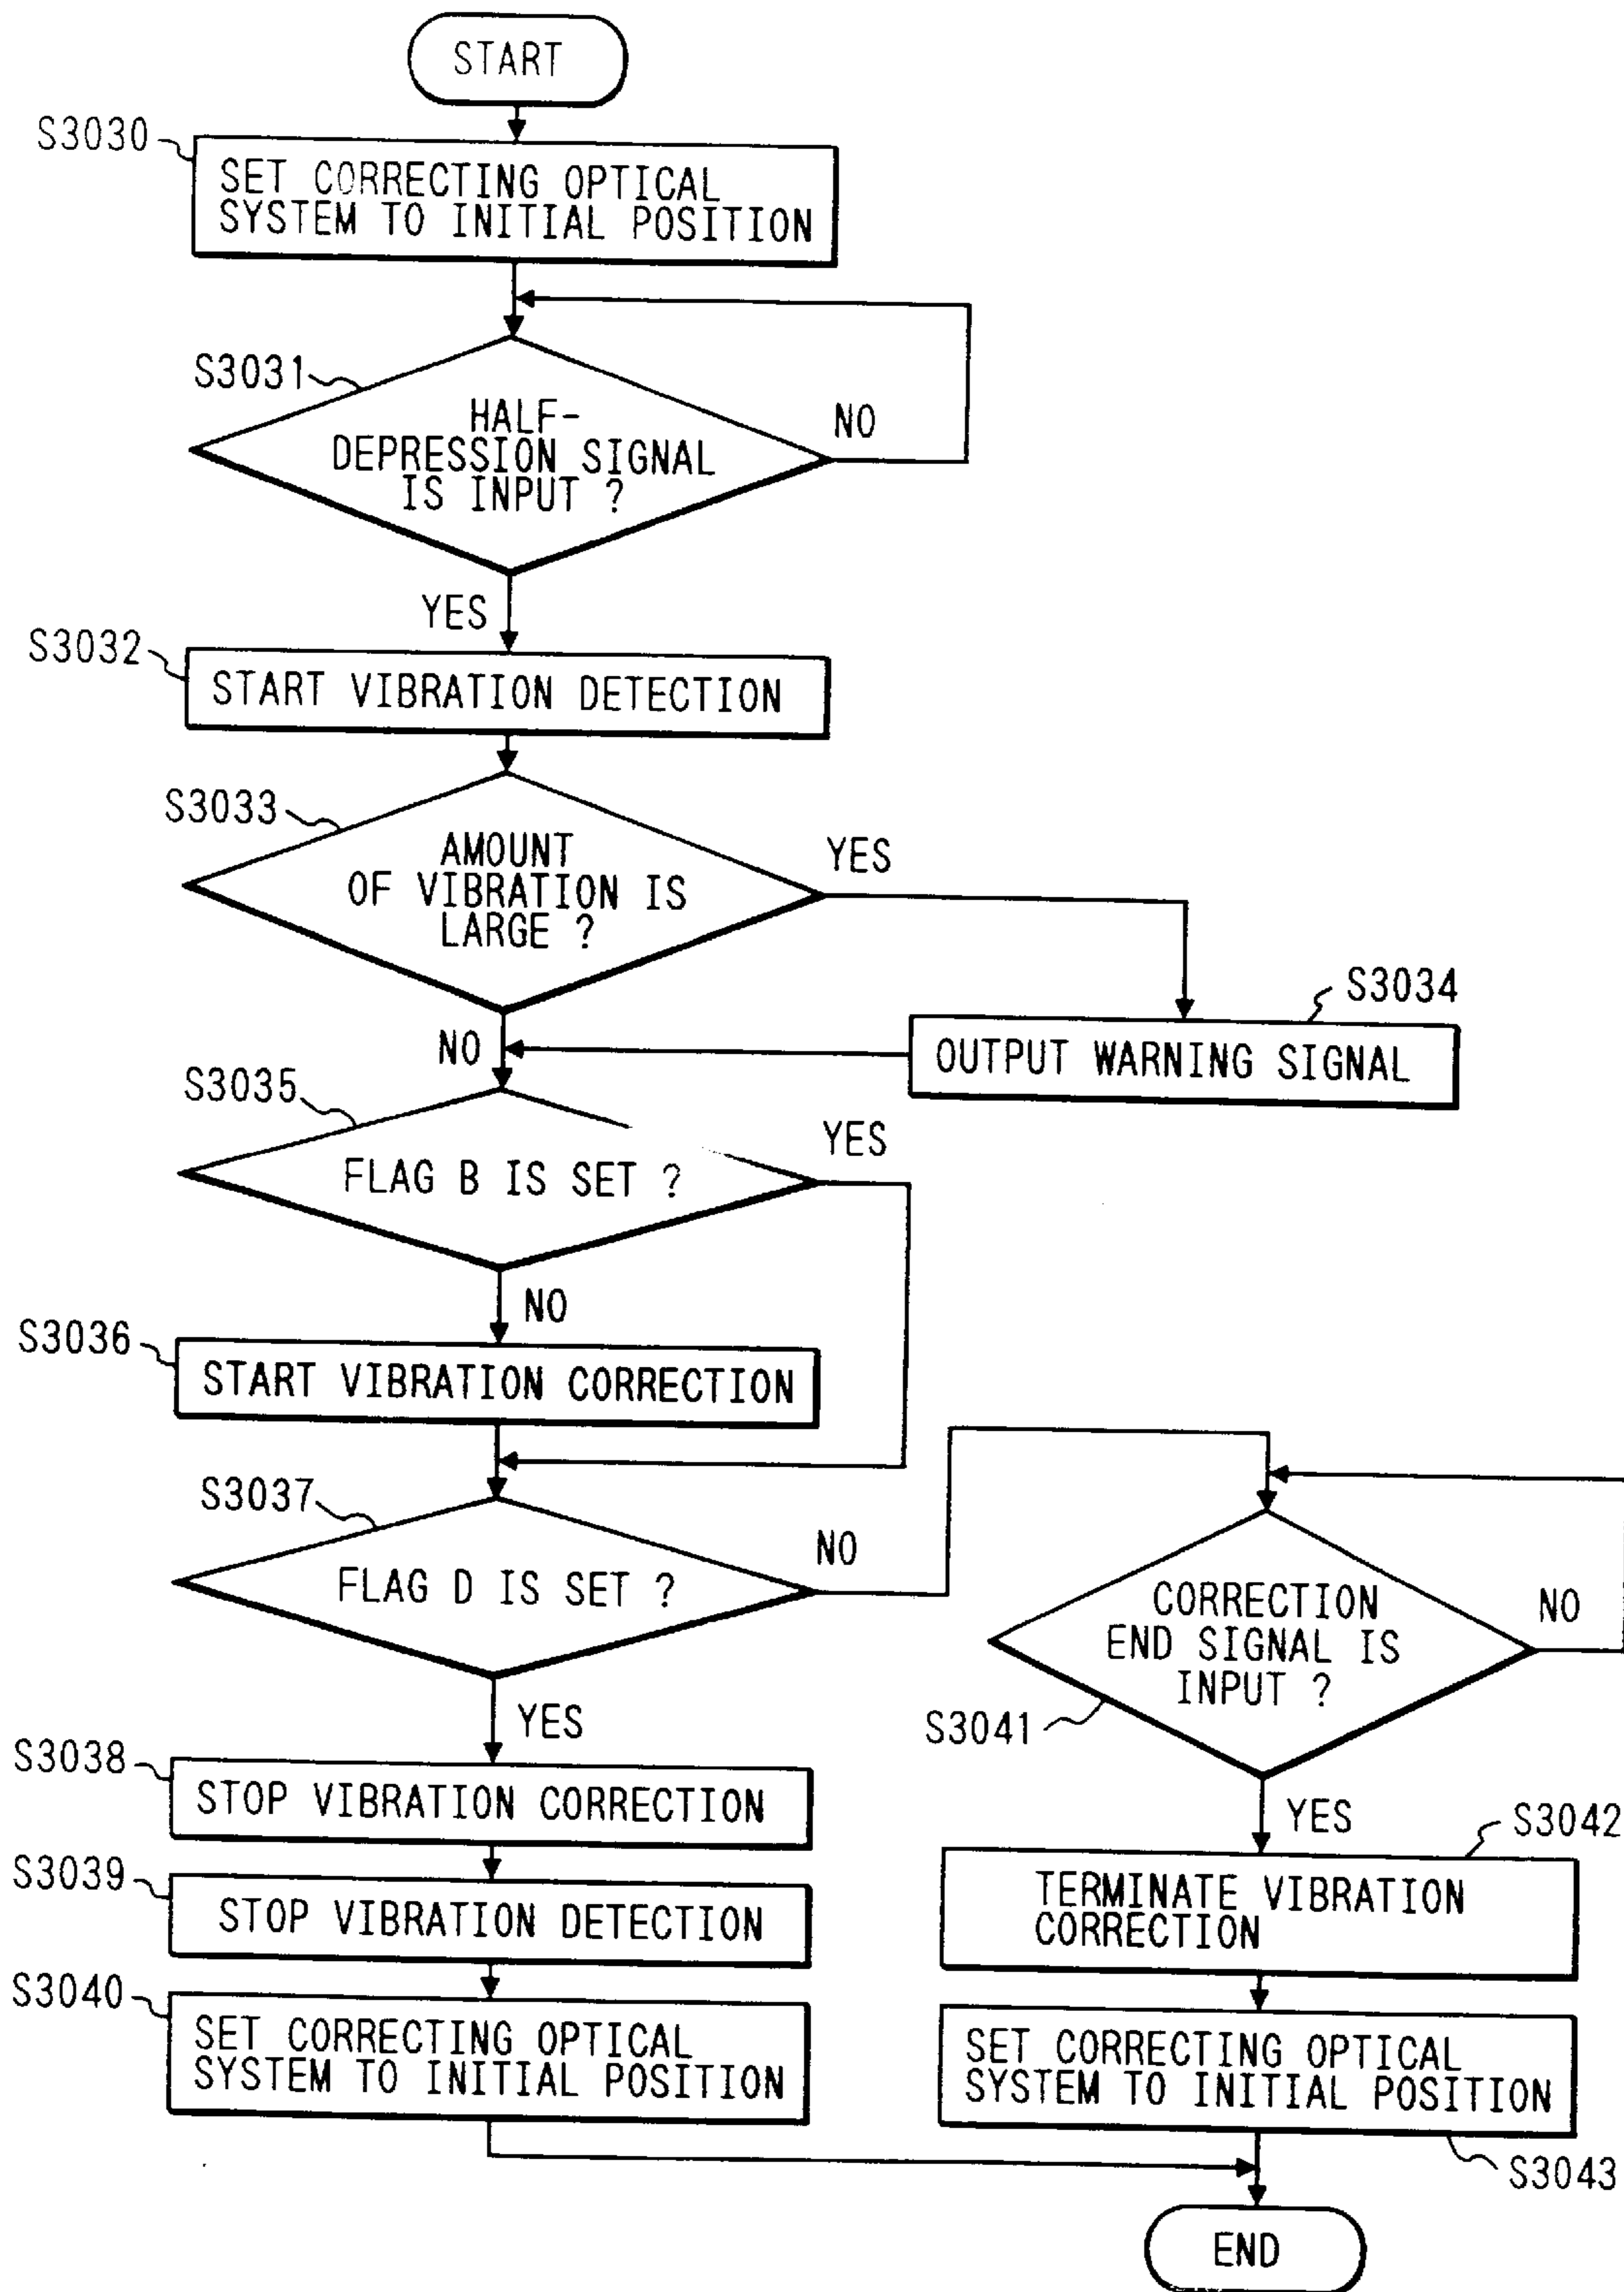 START
S3030
SET CORRECTING OPTICAL
SYSTEM TO INITIAL POSITION
S3031
HALF-
DEPRESSION SIGNAL
IS INPUT ?
NO
YES
S3032
START VIBRATION DETECTION
S3033
AMOUNT
OF VIBRATION IS
LARGE ?
YES
S3034
OUTPUT WARNING SIGNAL
NO
S3035
FLAG B IS SET ?
YES
NO
S3036
START VIBRATION CORRECTION
S3037
FLAG D IS SET ?
NO
YES
CORRECTION
END SIGNAL IS
INPUT ?
NO
S3041
YES
S3038
STOP VIBRATION CORRECTION
S3039
STOP VIBRATION DETECTION
S3040
SET CORRECTING OPTICAL
SYSTEM TO INITIAL POSITION
S3042
TERMINATE VIBRATION
CORRECTION
SET CORRECTING OPTICAL
SYSTEM TO INITIAL POSITION
S3043
END